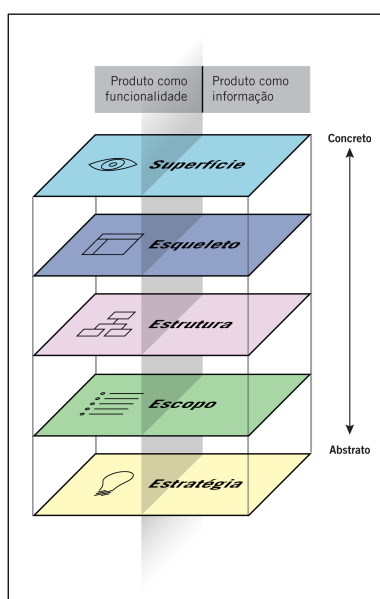 Produto como
funcionalidade
Produto como
informação
Concreto
Superfície
Esqueleto
Estrutura
Escopo
Abstrato
Estratégia